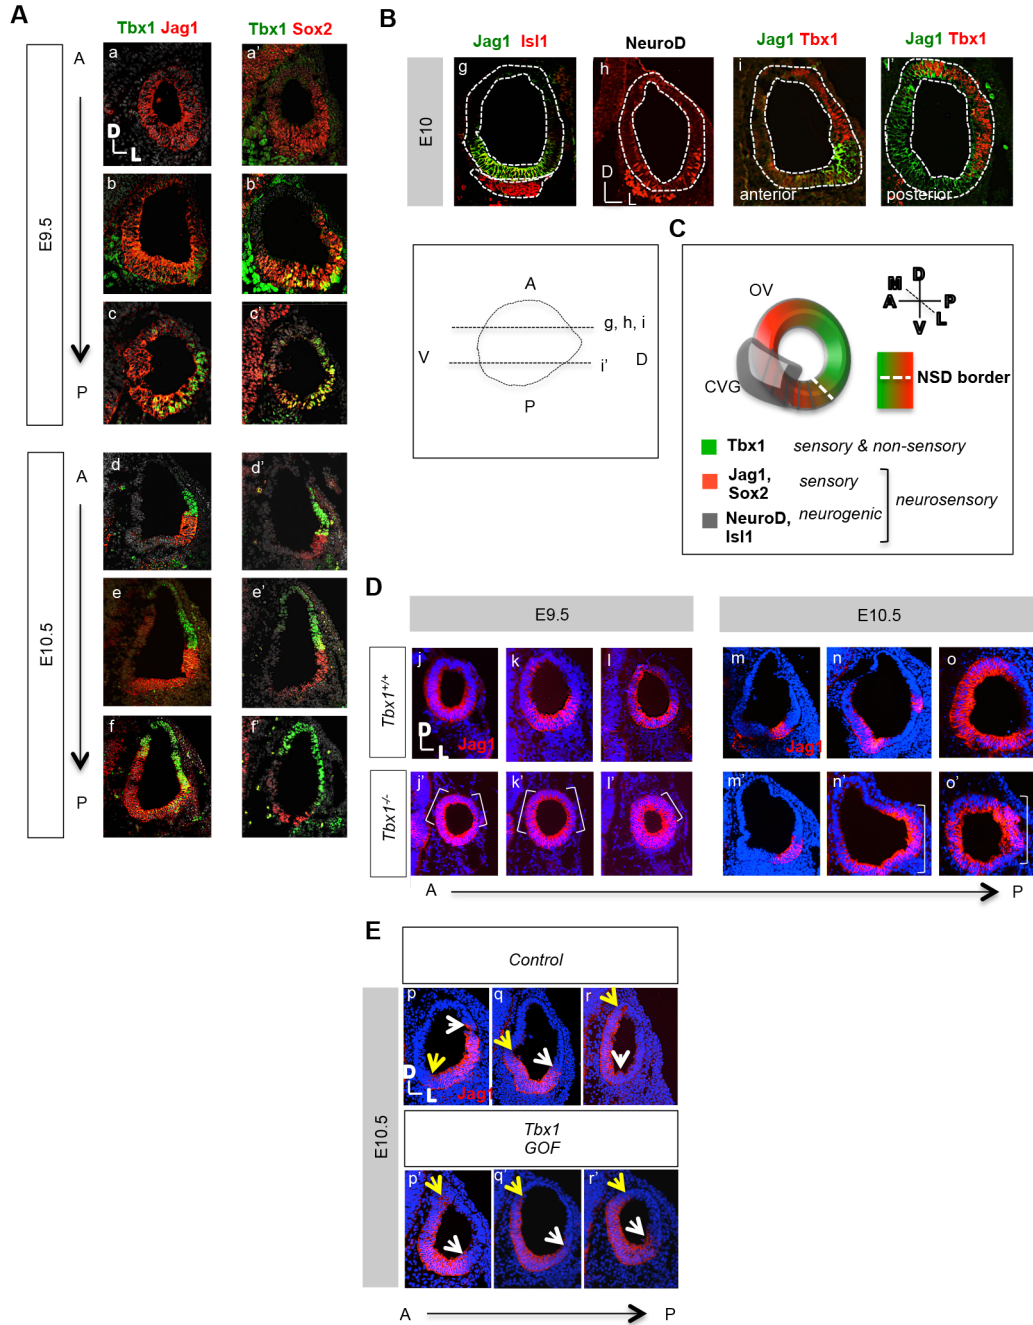 A
Tbx1 Jag1
Tbx1 Sox2
E9.5
A
P
a
a'
D
L
b
b'
c
c'
E10.5
A
P
d
d'
e
e'
f
f'
B
Jag1 Isl1
NeuroD
Jag1 Tbx1
Jag1 Tbx1
E10
g
h
i
i'
D
L
anterior
posterior
A
g, h, i
V
D
i'
P
C
OV
CVG
D
M
A
P
L
V
NSD border
Tbx1 sensory & non-sensory
Jag1,
Sox2
sensory
NeuroD,
Isl1
neurogenic
neurosensory
D
E9.5
E10.5
Tbx1+/+
j
k
l
m
n
o
D
L
Jag1
Jag1
Tbx1-/-
j'
k'
l'
m'
n'
o'
A
P
E
Control
E10.5
p
q
r
D
L
Jag1
Tbx1
GOF
p'
q'
r'
A
P